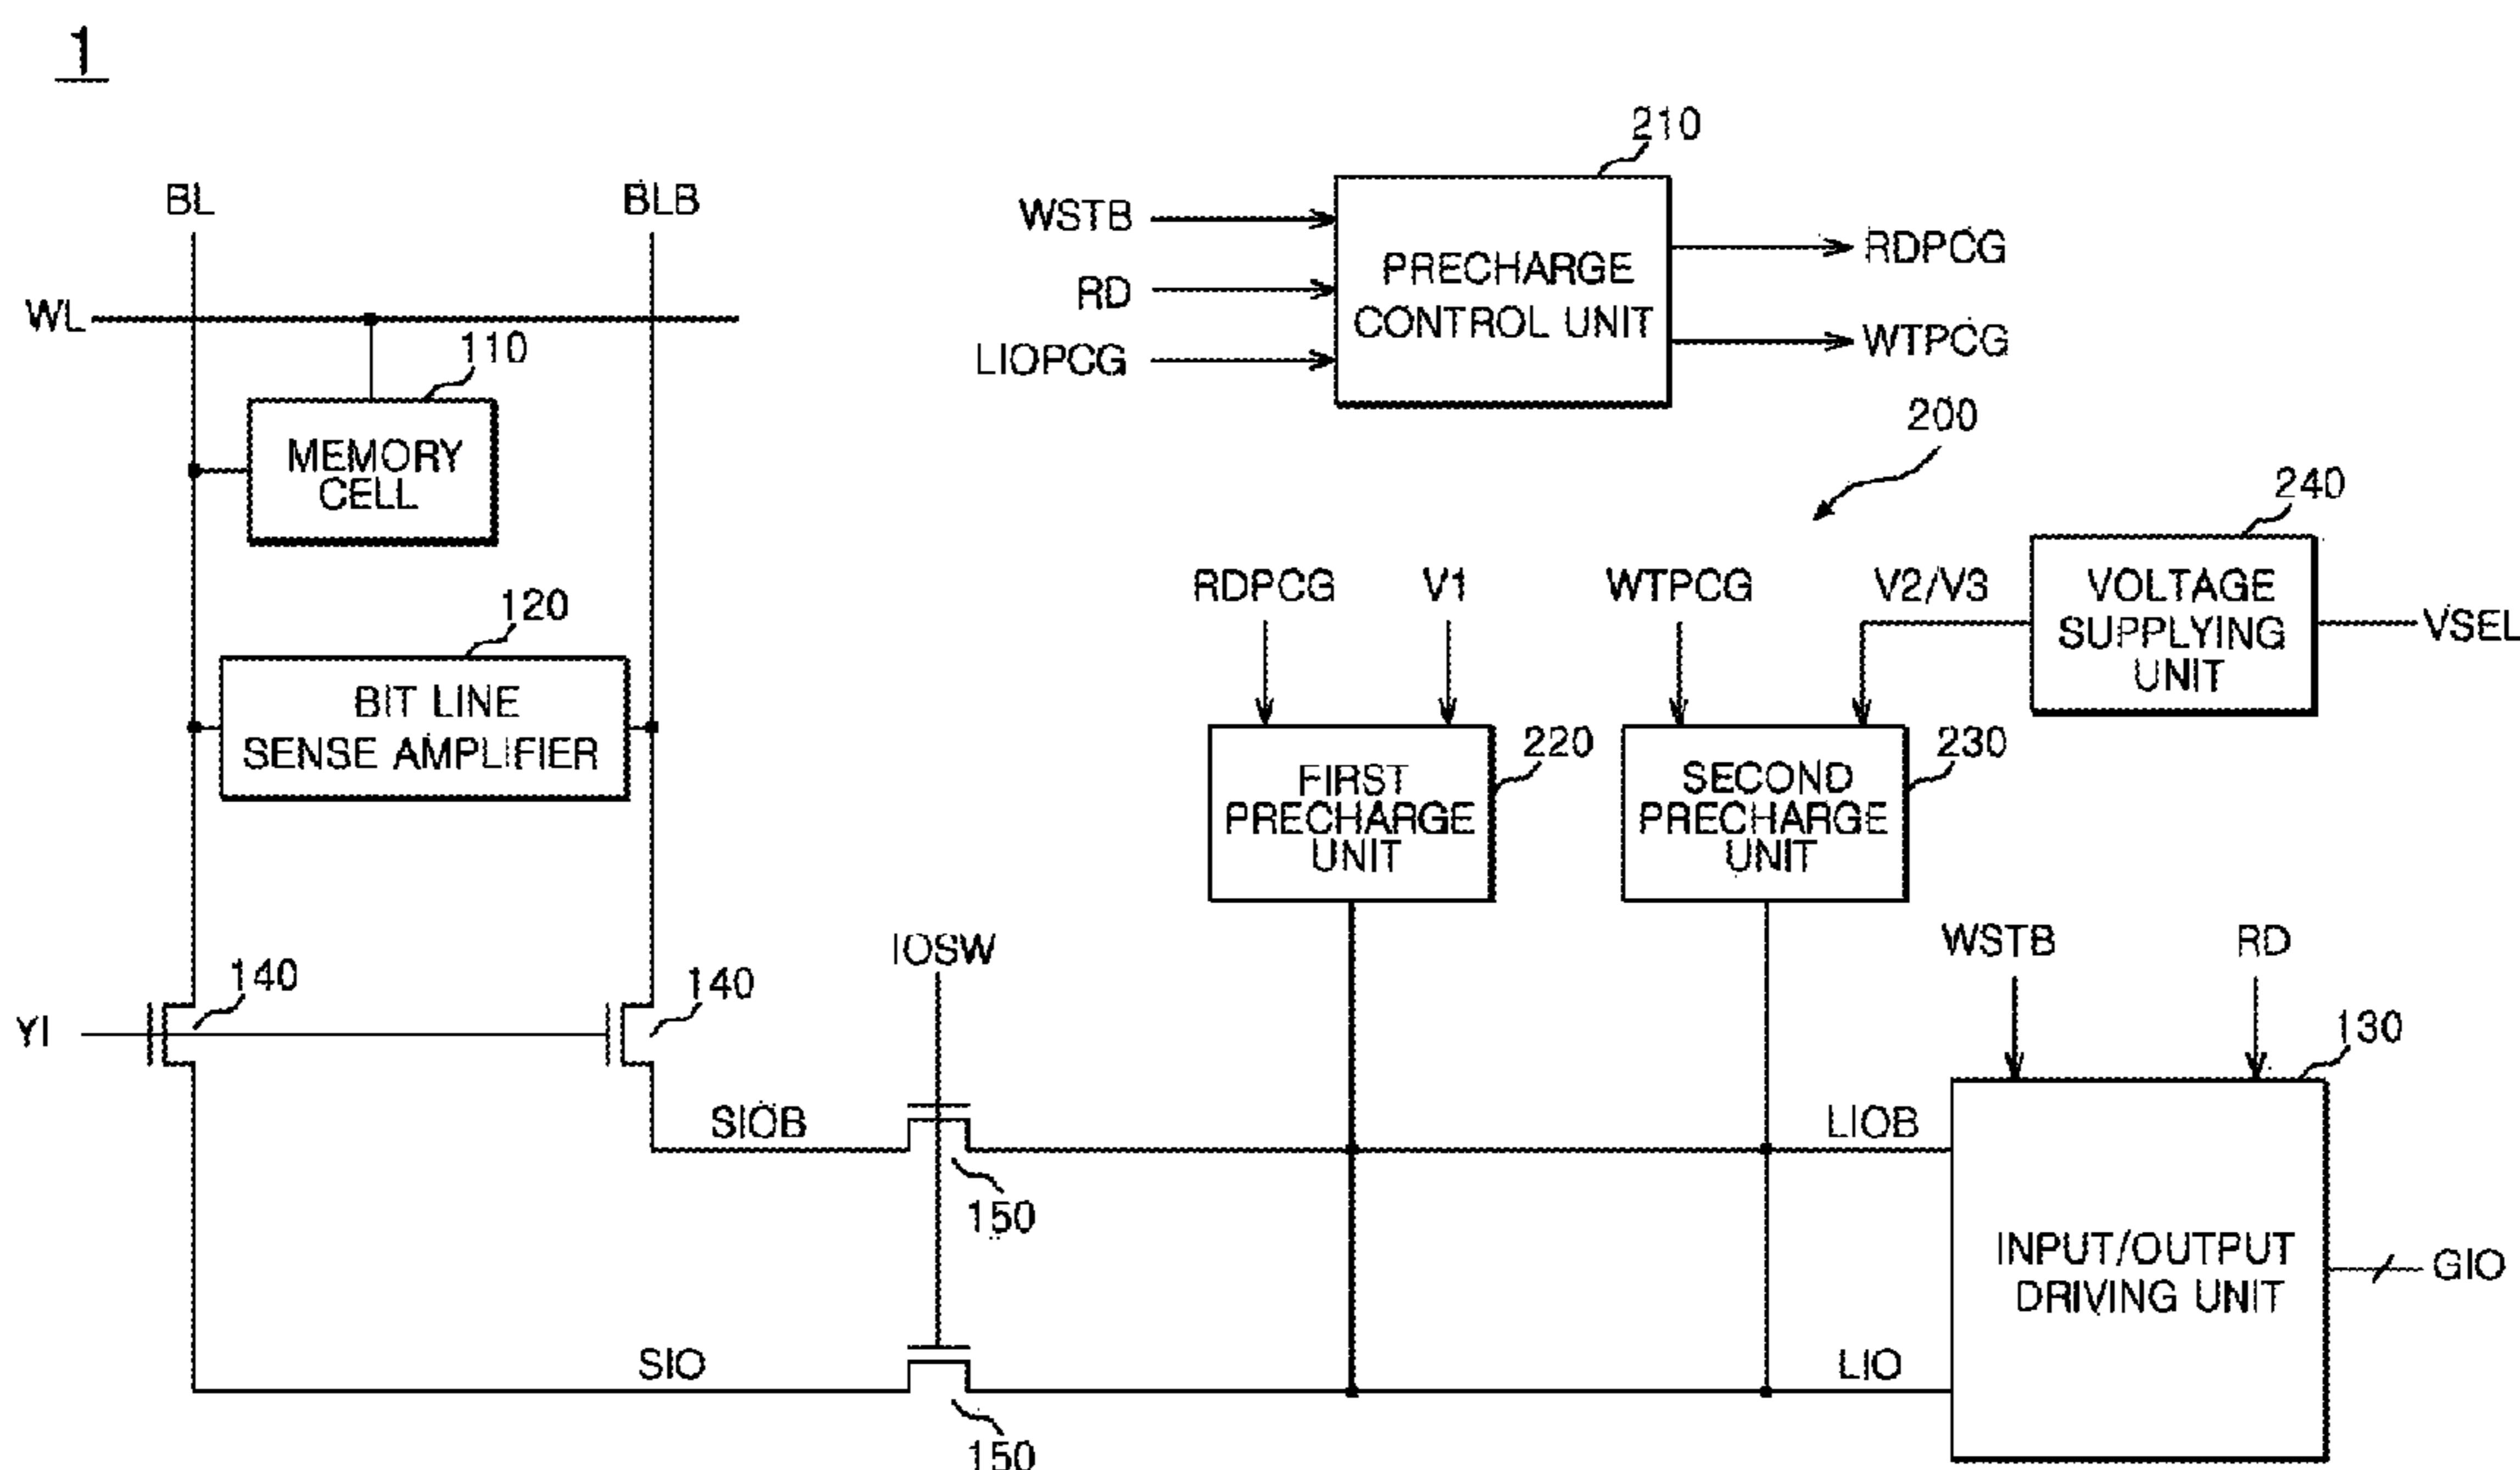 1
210
BL
BLB
WSTB
RDPCG
PRECHARGE
CONTROL UNIT
RD
WL
WTPCG
110
LIOPCG
200
MEMORY
CELL
240
RDPCG
V1
WTPCG
V2/V3
VOLTAGE
SUPPLYING
UNIT
VSEL
120
BIT LINE
SENSE AMPLIFIER
220
230
FIRST
PRECHARGE
UNIT
SECOND
PRECHARGE
UNIT
IOSW
WSTB
RD
140
140
YI
130
SIOB
LIOB
150
INPUT/OUTPUT
DRIVING UNIT
GIO
SIO
LIO
150